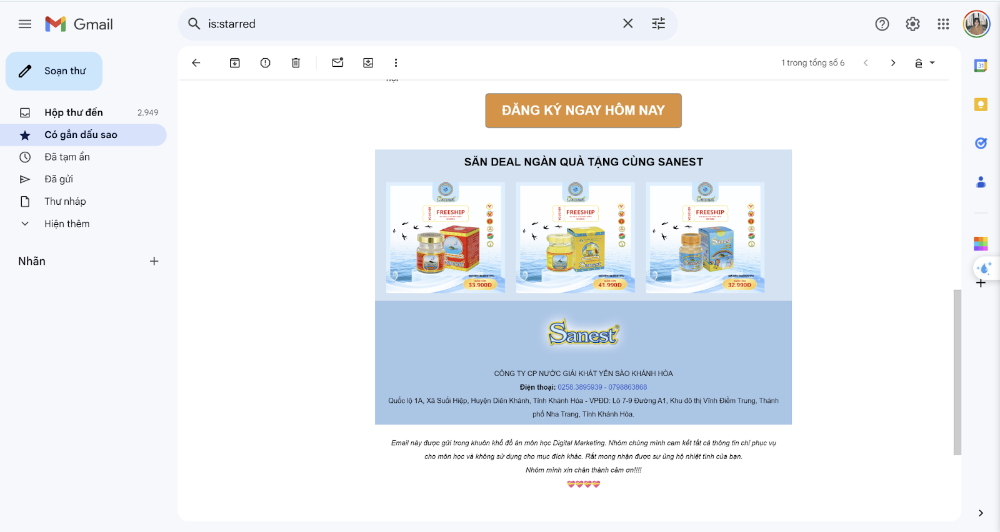 Gmail
is:starred
Soạn thư
1 trong tổng số 6
Hộp thư đến 2.949
Có gắn dấu sao
Đã tạm ẩn
Đã gửi
Thư nháp
Hiện thêm
Nhãn
ĐĂNG KÝ NGAY HÔM NAY
SĂN DEAL NGÀN QUÀ TẶNG CÙNG SANEST
Sanest
VOUCHER
FREESHIP
Sanest
33.900Đ
Sanest
VOUCHER
FREESHIP
Sanest
41.990Đ
Sanest
VOUCHER
FREESHIP
Sanest
32.990Đ
Sanest®
CÔNG TY CP NƯỚC GIẢI KHÁT YẾN SÀO KHÁNH HÒA
Điện thoại: 0258.3895939 - 0798863868
Quốc lộ 1A, Xã Suối Hiệp, Huyện Diên Khánh, Tỉnh Khánh Hòa - VPĐD: Lô 7-9 Đường A1, Khu đô thị Vĩnh Điềm Trung, Thành
phố Nha Trang, Tỉnh Khánh Hòa.
Email này được gửi trong khuôn khổ đồ án môn học Digital Marketing. Nhóm chúng mình cam kết tất cả thông tin chỉ phục vụ
cho môn học và không sử dụng cho mục đích khác. Rất mong nhận được sự ủng hộ nhiệt tình của bạn.
Nhóm mình xin chân thành cảm ơn!!!!
31